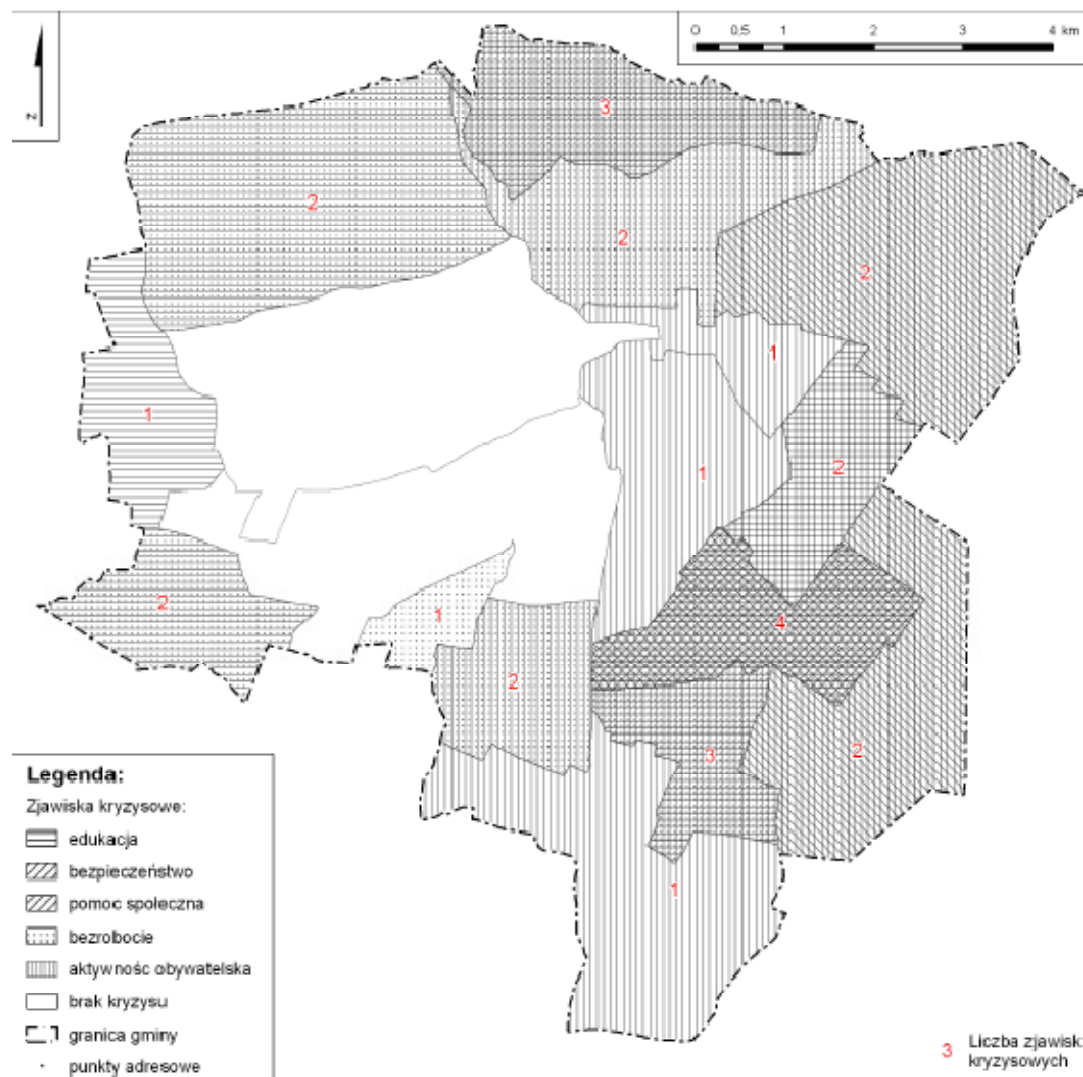 0 0,5 1 2 3 4 km
z
3
2
2
2
1
1
1
2
2
1
4
2
3
2
1
Legenda:
Zjawiska kryzysowe:
edukacja
bezpieczeństwo
pomoc społeczna
bezrolbocie
aktywność obywatelska
brak kryzysu
granica gminy
punkty adresowe
3 Liczba zjawisk
kryzysowych